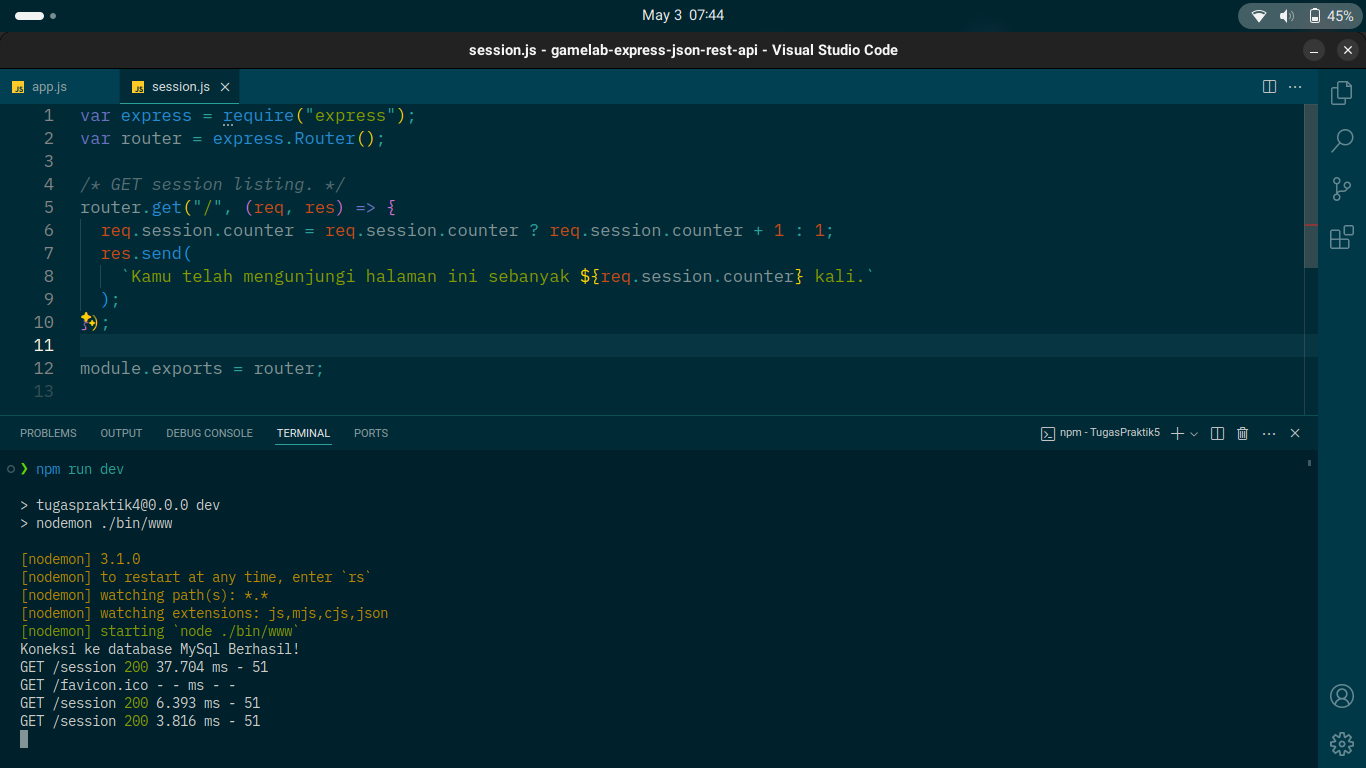 May 3 07:44
45%
session.js - gamelab-express-json-rest-api - Visual Studio Code
JS app.js
JS session.js
1 var express = require("express");
2 var router = express.Router();
3
4 /* GET session listing. */
5 router.get("/", (req, res) => {
6 req.session.counter = req.session.counter ? req.session.counter + 1 : 1;
7 res.send(
8 `Kamu telah mengunjungi halaman ini sebanyak ${req.session.counter} kali.`
9 );
10 });
11
12 module.exports = router;
13
PROBLEMS OUTPUT DEBUG CONSOLE TERMINAL PORTS
npm - TugasPraktik5
❯ npm run dev
> tugaspraktik4@0.0.0 dev
> nodemon ./bin/www
[nodemon] 3.1.0
[nodemon] to restart at any time, enter `rs`
[nodemon] watching path(s): *.*
[nodemon] watching extensions: js,mjs,cjs,json
[nodemon] starting `node ./bin/www`
Koneksi ke database MySql Berhasil!
GET /session 200 37.704 ms - 51
GET /favicon.ico - - ms - -
GET /session 200 6.393 ms - 51
GET /session 200 3.816 ms - 51